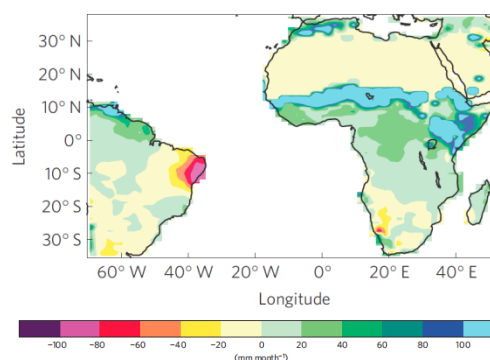 30° N
20° N
10° N
0°
10° S
20° S
30° S
Latitude
60° W
40° W
20° W
0°
20° E
40° E
Longitude
−100
−80
−60
−40
−20
0
20
40
60
80
100
(mm month⁻¹)